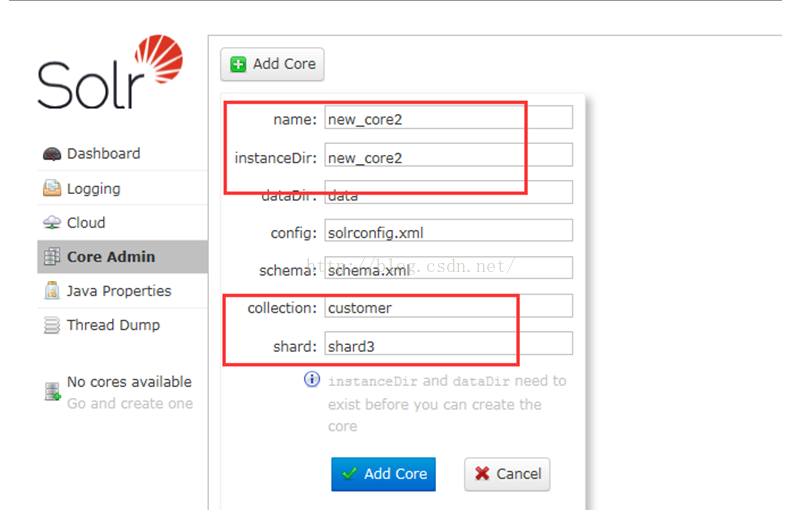 Solr
Add Core
name: new_core2
instanceDir: new_core2
dataDir: data
config: solrconfig.xml
schema: schema.xml
collection: customer
shard: shard3
instanceDir and dataDir need to
exist before you can create the
core
Add Core
Cancel
Dashboard
Logging
Cloud
Core Admin
Java Properties
Thread Dump
No cores available
Go and create one
http://blog.csdn.net/